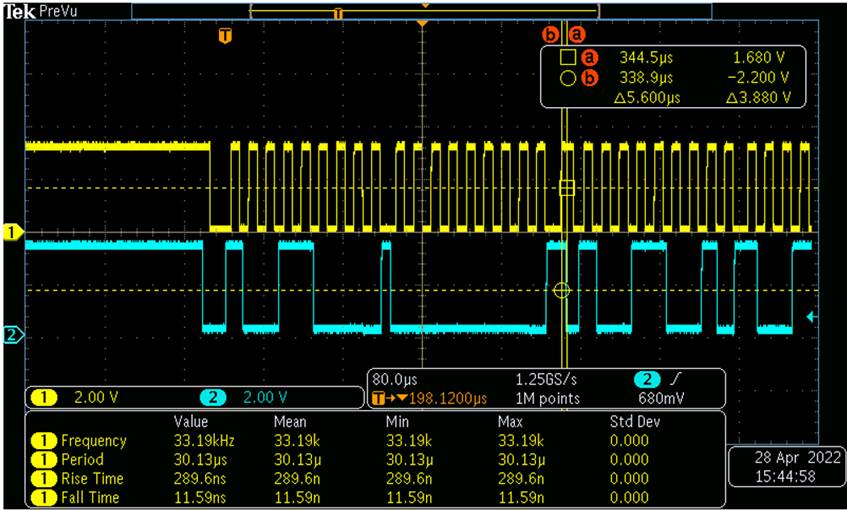 Tek PreVu
T
T
b a
a 344.5µs 1.680 V
b 338.9µs −2.200 V
△5.600µs △3.880 V
1
2
1 2.00 V 2 2.00 V
80.0µs 1.25GS/s 2
T→▼198.1200µs 1M points 680mV
Value Mean Min Max Std Dev
1 Frequency 33.19kHz 33.19k 33.19k 33.19k 0.000
1 Period 30.13µs 30.13µ 30.13µ 30.13µ 0.000
1 Rise Time 289.6ns 289.6n 289.6n 289.6n 0.000
1 Fall Time 11.59ns 11.59n 11.59n 11.59n 0.000
28 Apr 2022
15:44:58